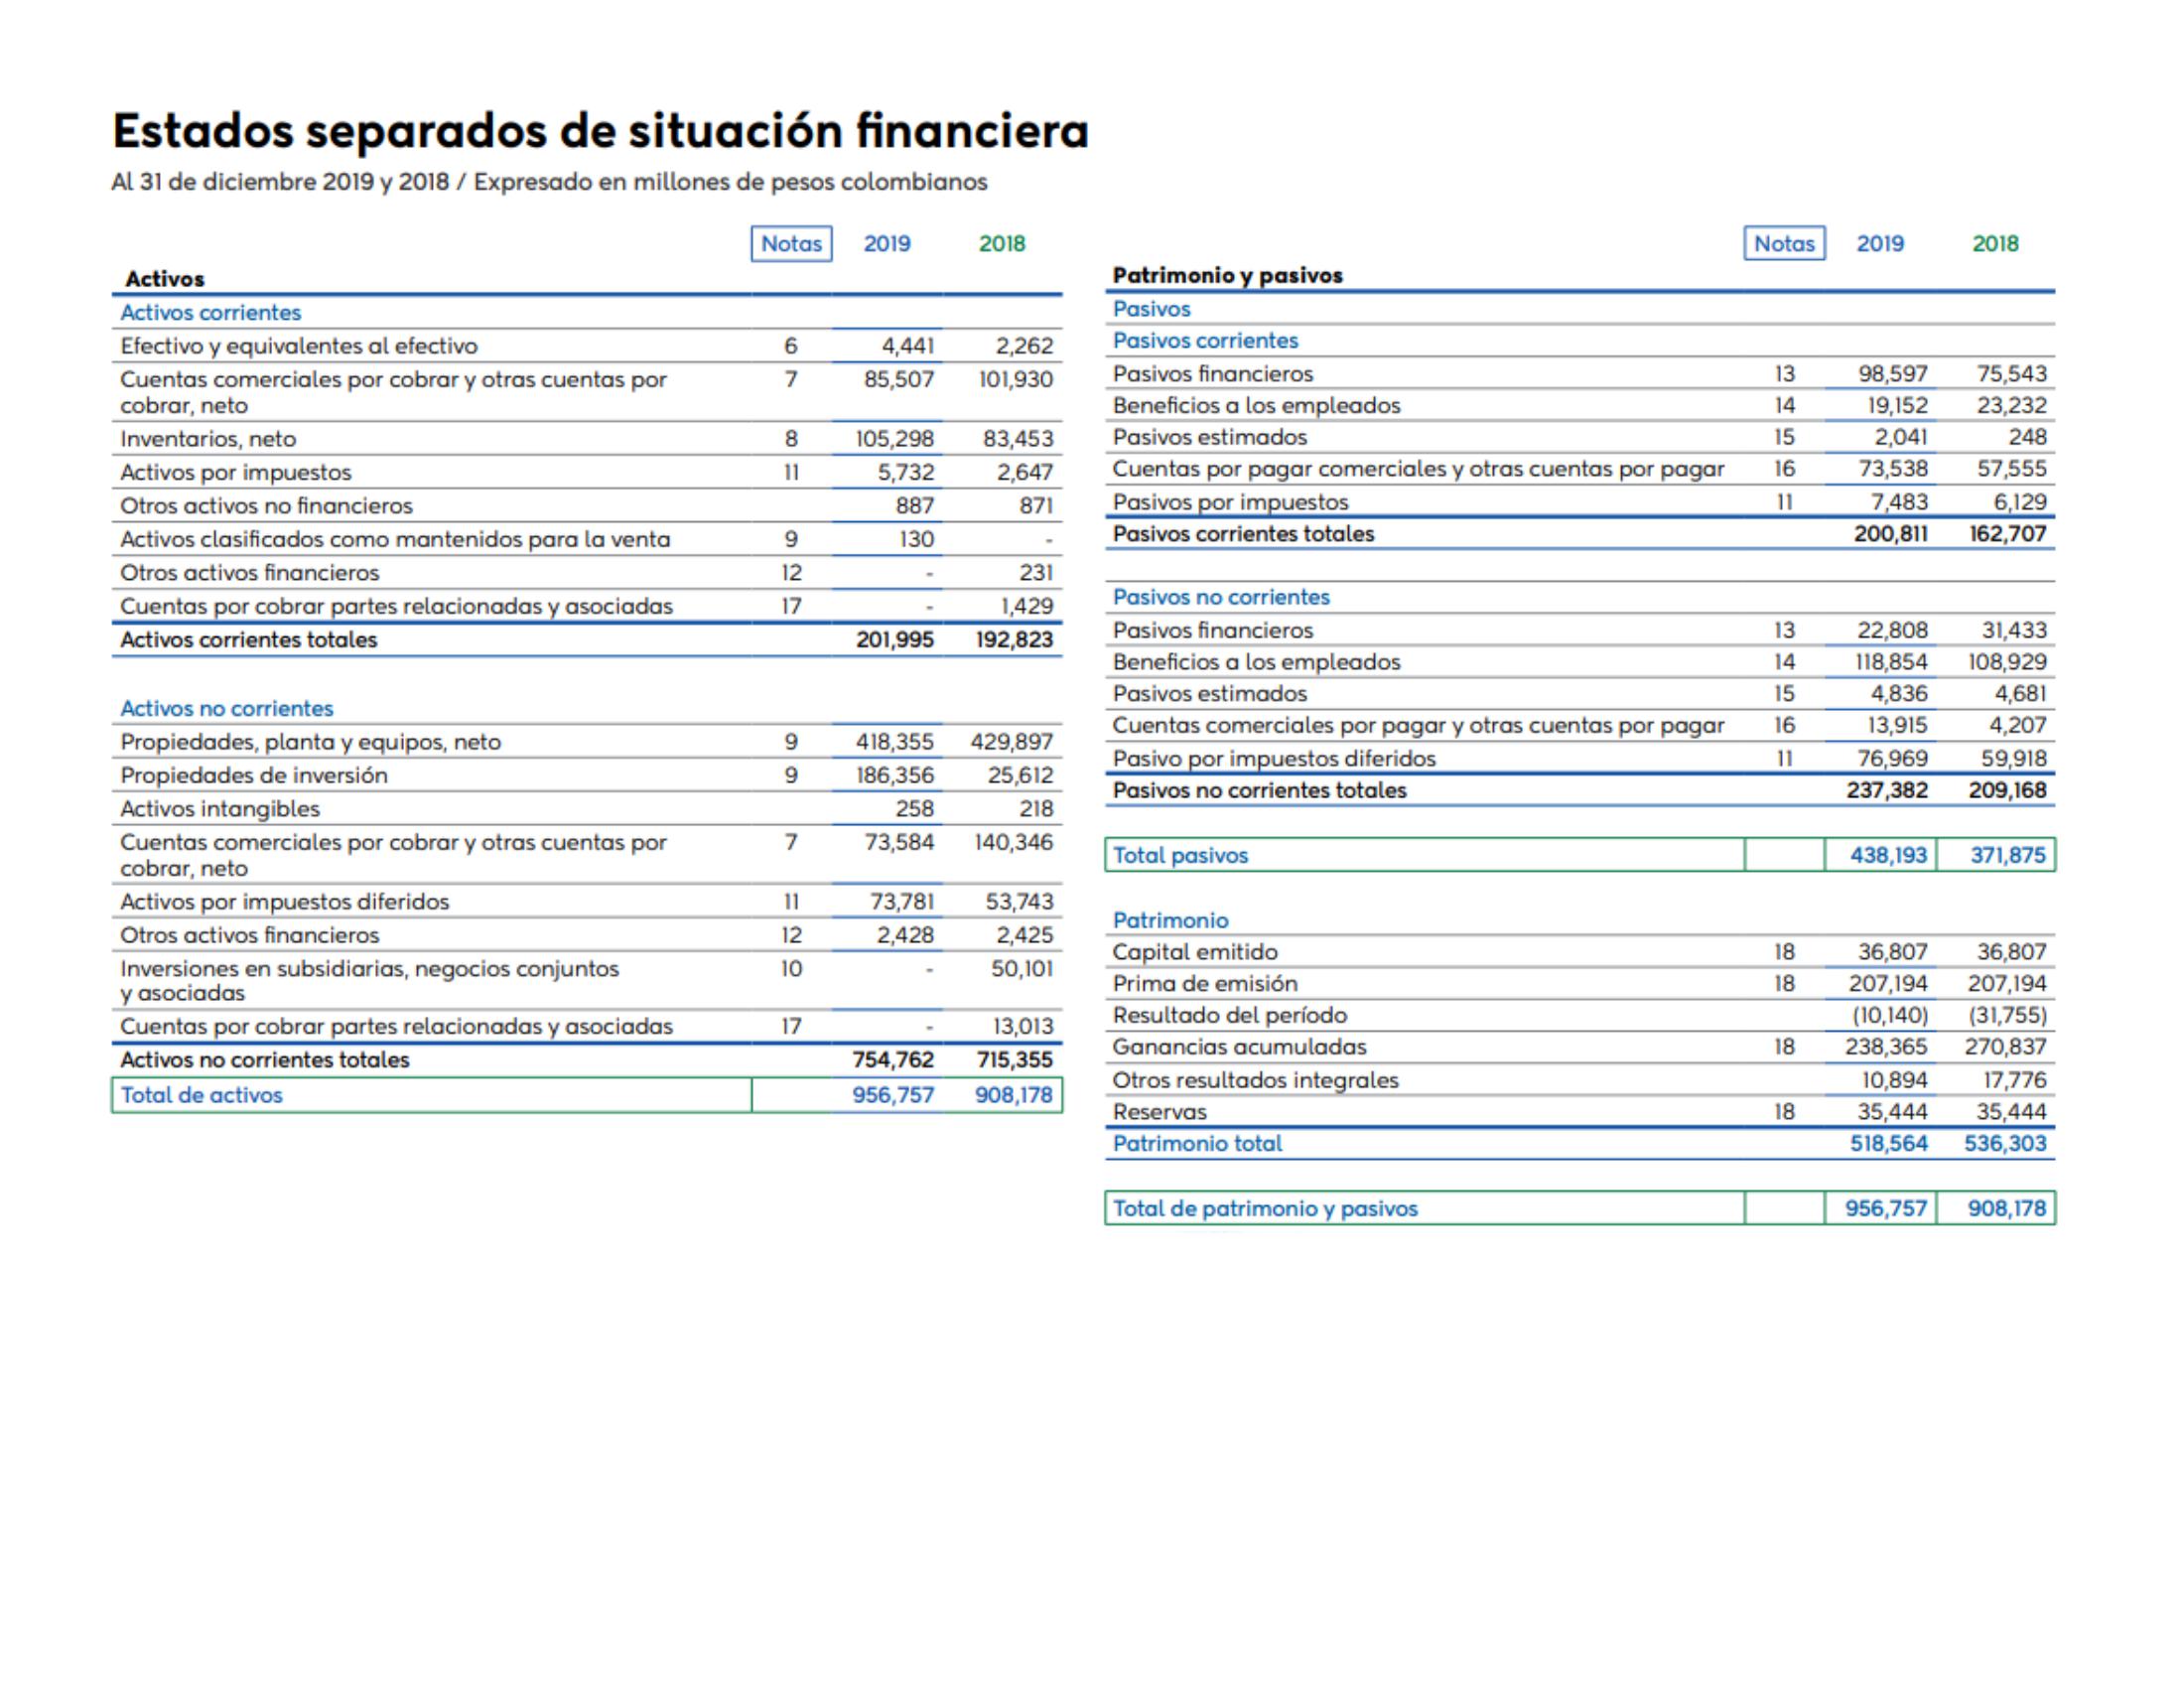 Estados separados de situación financiera
Al 31 de diciembre 2019 y 2018 / Expresado en millones de pesos colombianos
Notas 2019 2018
Activos
Activos corrientes
Efectivo y equivalentes al efectivo 6 4,441 2,262
Cuentas comerciales por cobrar y otras cuentas por 7 85,507 101,930
cobrar, neto
Inventarios, neto 8 105,298 83,453
Activos por impuestos 11 5,732 2,647
Otros activos no financieros 887 871
Activos clasificados como mantenidos para la venta 9 130 -
Otros activos financieros 12 - 231
Cuentas por cobrar partes relacionadas y asociadas 17 - 1,429
Activos corrientes totales 201,995 192,823
Activos no corrientes
Propiedades, planta y equipos, neto 9 418,355 429,897
Propiedades de inversión 9 186,356 25,612
Activos intangibles 258 218
Cuentas comerciales por cobrar y otras cuentas por 7 73,584 140,346
cobrar, neto
Activos por impuestos diferidos 11 73,781 53,743
Otros activos financieros 12 2,428 2,425
Inversiones en subsidiarias, negocios conjuntos 10 - 50,101
y asociadas
Cuentas por cobrar partes relacionadas y asociadas 17 - 13,013
Activos no corrientes totales 754,762 715,355
Total de activos 956,757 908,178
Notas 2019 2018
Patrimonio y pasivos
Pasivos
Pasivos corrientes
Pasivos financieros 13 98,597 75,543
Beneficios a los empleados 14 19,152 23,232
Pasivos estimados 15 2,041 248
Cuentas por pagar comerciales y otras cuentas por pagar 16 73,538 57,555
Pasivos por impuestos 11 7,483 6,129
Pasivos corrientes totales 200,811 162,707
Pasivos no corrientes
Pasivos financieros 13 22,808 31,433
Beneficios a los empleados 14 118,854 108,929
Pasivos estimados 15 4,836 4,681
Cuentas comerciales por pagar y otras cuentas por pagar 16 13,915 4,207
Pasivo por impuestos diferidos 11 76,969 59,918
Pasivos no corrientes totales 237,382 209,168
Total pasivos 438,193 371,875
Patrimonio
Capital emitido 18 36,807 36,807
Prima de emisión 18 207,194 207,194
Resultado del período (10,140) (31,755)
Ganancias acumuladas 18 238,365 270,837
Otros resultados integrales 10,894 17,776
Reservas 18 35,444 35,444
Patrimonio total 518,564 536,303
Total de patrimonio y pasivos 956,757 908,178